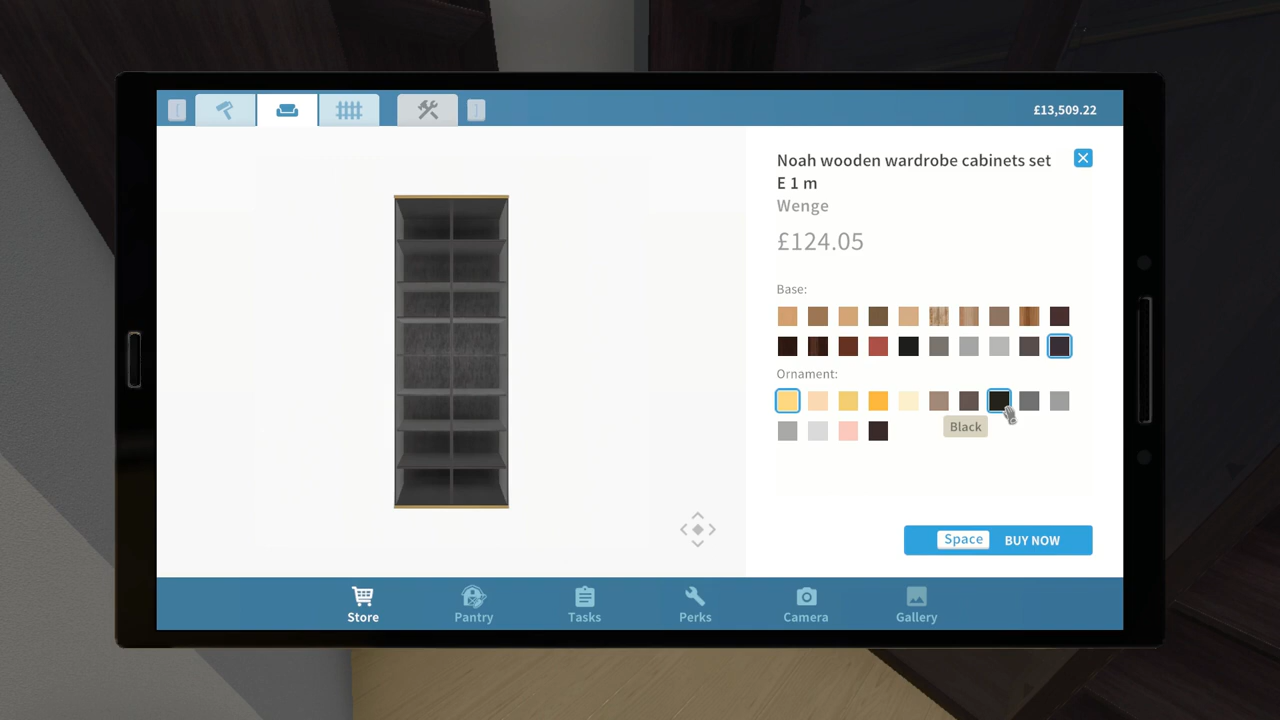 £13,509.22
Noah wooden wardrobe cabinets set
E 1 m
Wenge
£124.05
Base:
Ornament:
Black
Space BUY NOW
Store Pantry Tasks Perks Camera Gallery